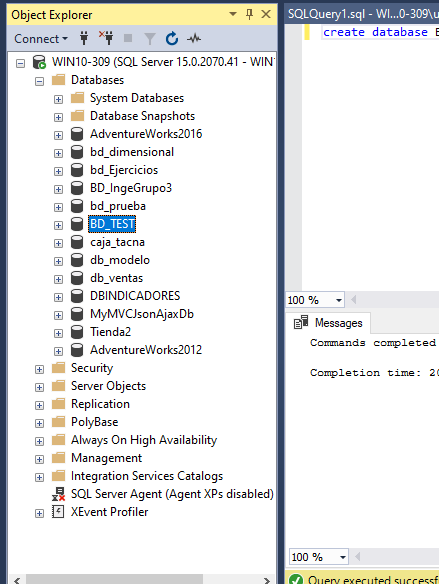 Object Explorer
Connect
WIN10-309 (SQL Server 15.0.2070.41 - WIN
Databases
System Databases
Database Snapshots
AdventureWorks2016
bd_dimensional
bd_Ejercicios
BD_IngeGrupo3
bd_prueba
BD_TEST
caja_tacna
db_modelo
db_ventas
DBINDICADORES
MyMVCJsonAjaxDb
Tienda2
AdventureWorks2012
Security
Server Objects
Replication
PolyBase
Always On High Availability
Management
Integration Services Catalogs
SQL Server Agent (Agent XPs disabled)
XEvent Profiler
SQLQuery1.sql - WI...0-309\u
create database B
100 %
Messages
Commands completed
Completion time: 20
100 %
Query executed successf